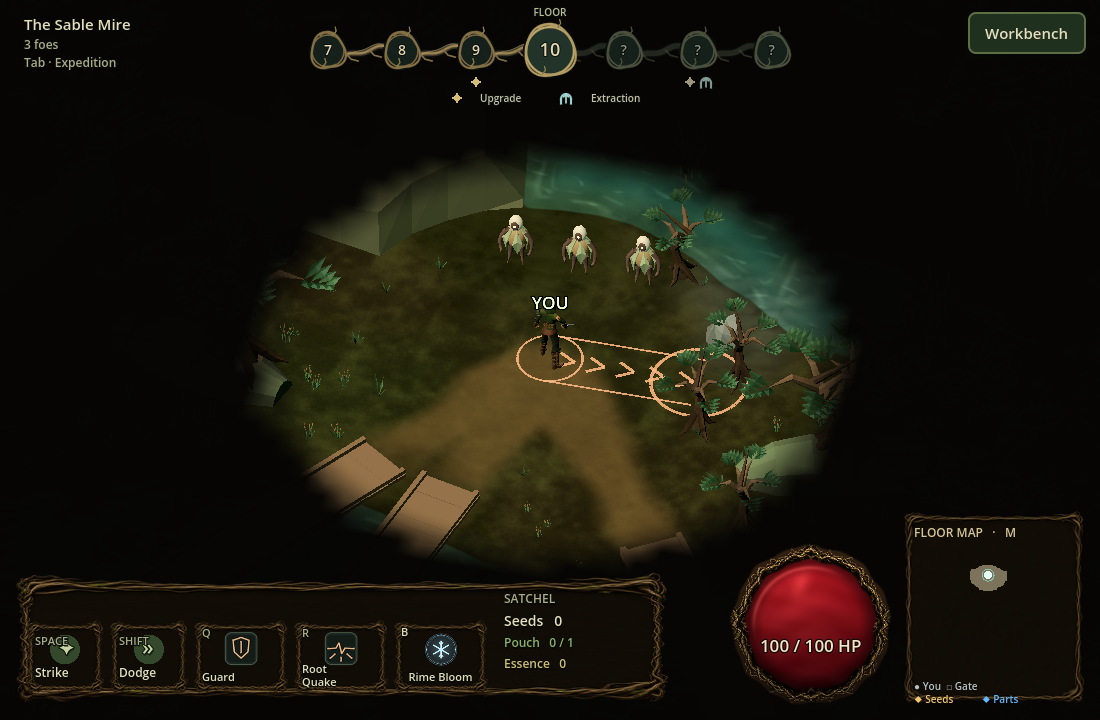 The Sable Mire
3 foes
Tab · Expedition
FLOOR
7 8 9 10 ? ? ?
Upgrade Extraction
Workbench
YOU
SPACE
Strike
SHIFT
Dodge
Q
Guard
R
Root
Quake
B
Rime Bloom
SATCHEL
Seeds 0
Pouch 0 / 1
Essence 0
100 / 100 HP
FLOOR MAP · M
You Gate
Seeds Parts